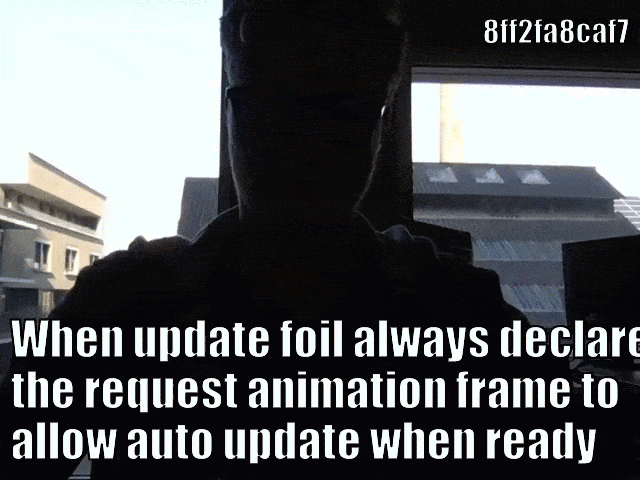 8ff2fa8caf7
When update foil always declare
the request animation frame to
allow auto update when ready